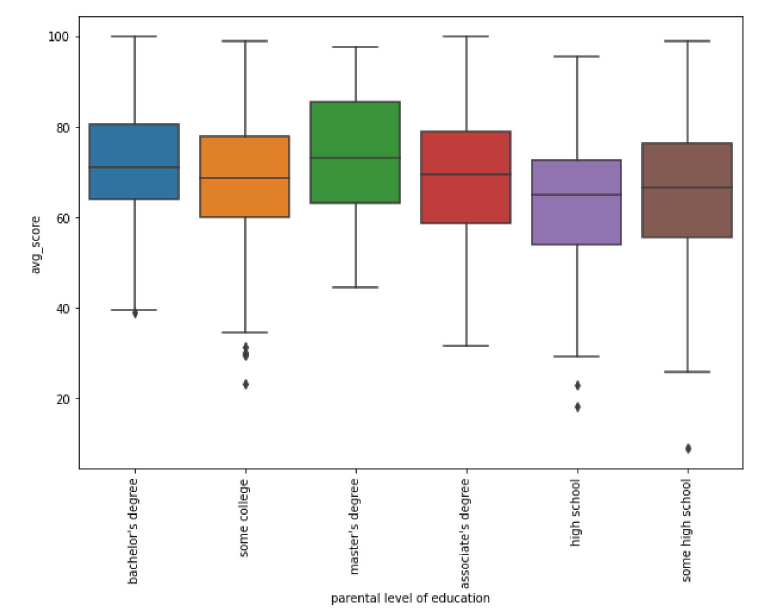 100
80
60
40
20
avg_score
bachelor's degree
some college
master's degree
associate's degree
high school
some high school
parental level of education